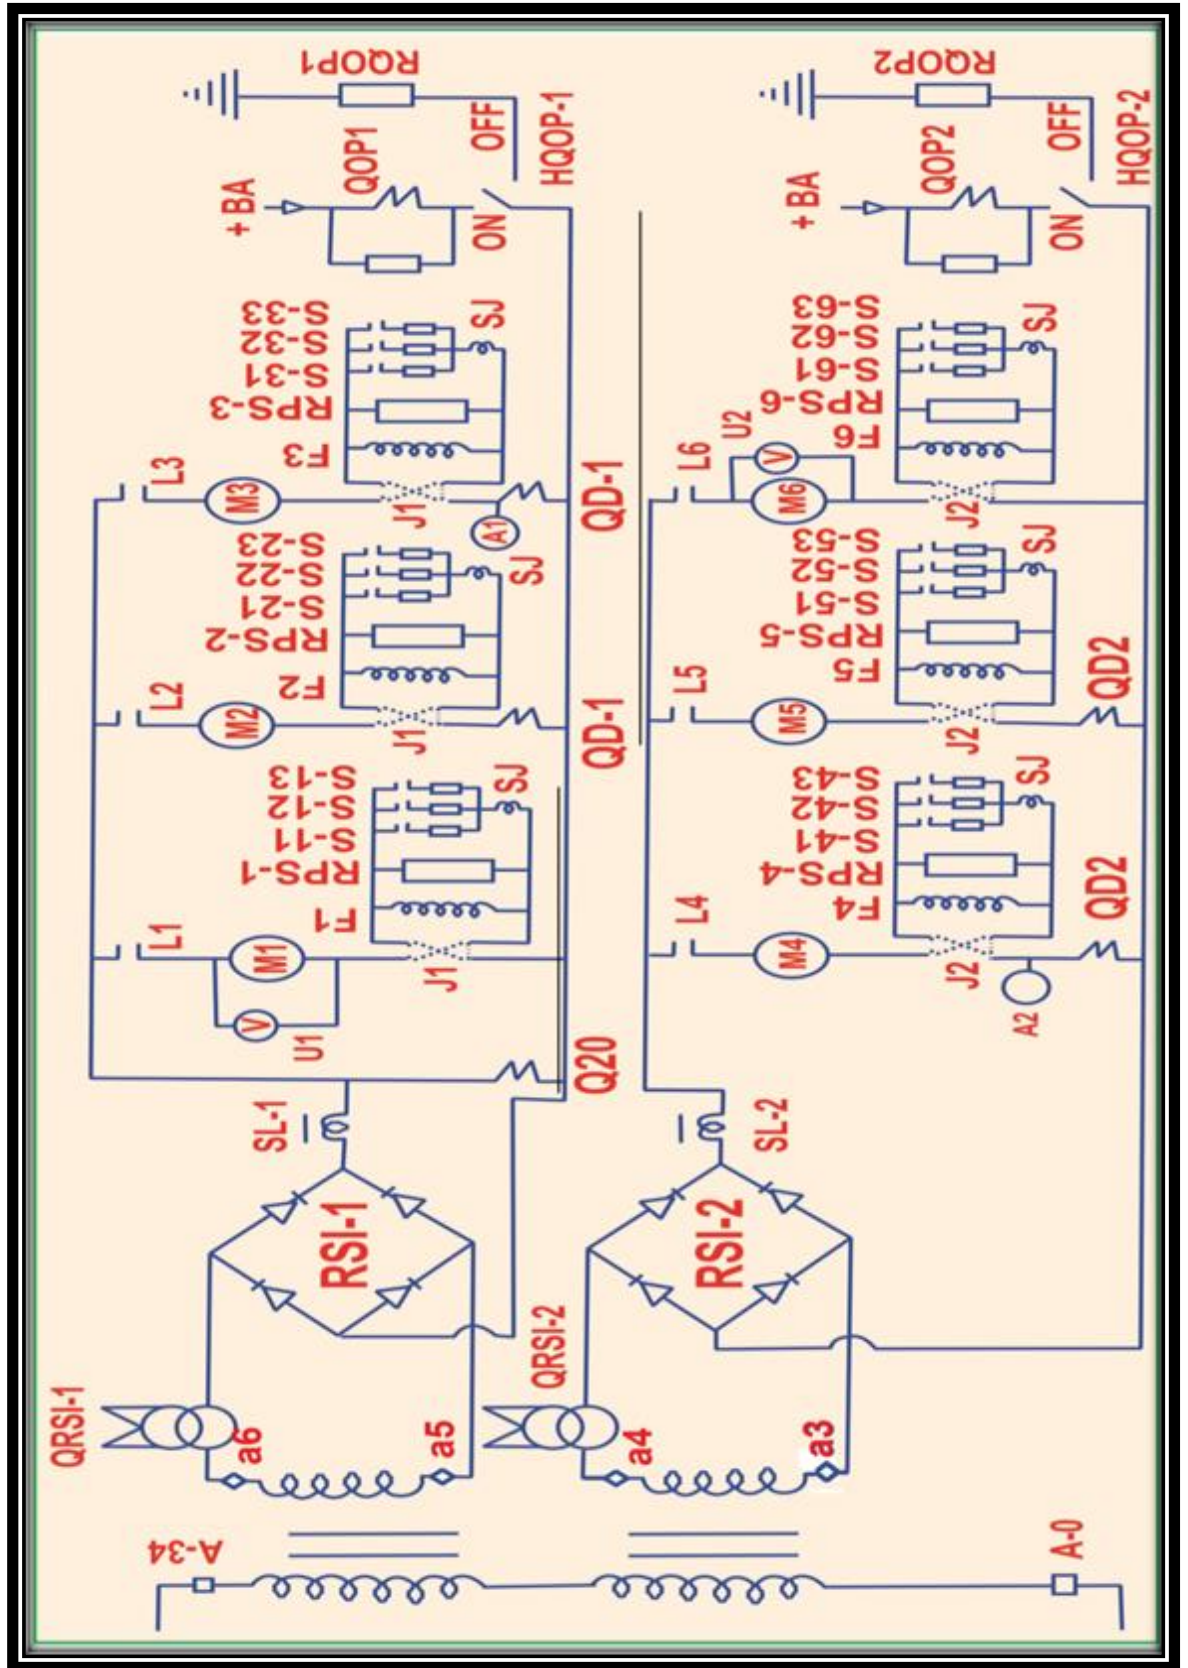 RQOP1
RQOP2
OFF
HQOP-1
OFF
HQOP-2
QOP1
QOP2
+ BA
ON
+ BA
ON
S-33
S-32
S-31
RPS-3
F3
SJ
S-63
S-62
S-61
RPS-6
F6
SJ
U2
V
L3
M3
J1
A1
QD-1
L6
M6
J2
S-23
S-22
S-21
RPS-2
F2
SJ
S-53
S-52
S-51
RPS-5
F5
SJ
L2
M2
J1
QD-1
L5
M5
J2
QD2
S-13
S-12
S-11
RPS-1
F1
SJ
S-43
S-42
S-41
RPS-4
F4
SJ
L1
M1
J1
V
U1
L4
M4
J2
A2
QD2
Q20
SL-1
SL-2
RSI-1
RSI-2
QRSI-1
QRSI-2
a6
a5
a4
a3
A-34
A-0